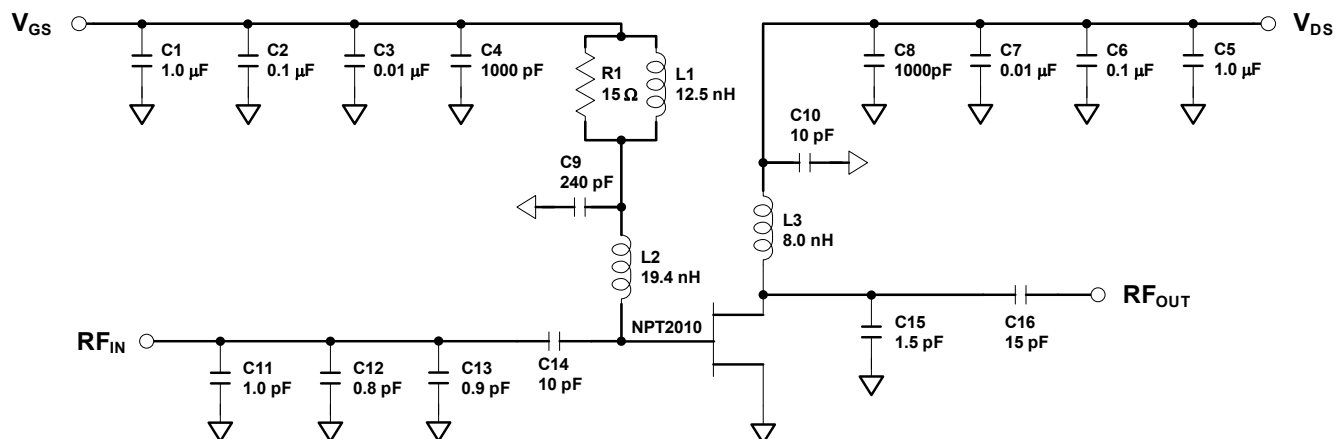 VGS
C1
1.0 μF
C2
0.1 μF
C3
0.01 μF
C4
1000 pF
R1
15 Ω
L1
12.5 nH
C8
1000pF
C7
0.01 μF
C6
0.1 μF
C5
1.0 μF
VDS
C10
10 pF
C9
240 pF
L3
8.0 nH
L2
19.4 nH
RFIN
C11
1.0 pF
C12
0.8 pF
C13
0.9 pF
C14
10 pF
NPT2010
C15
1.5 pF
C16
15 pF
RFOUT